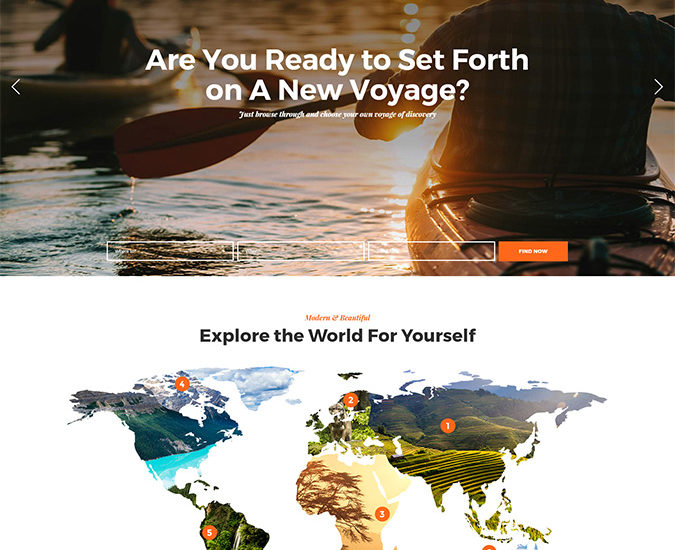 Are You Ready to Set Forth
on A New Voyage?
Just browse through and choose your own voyage of discovery
FIND NOW
Modern & Beautiful
Explore the World For Yourself
4
2
1
3
5